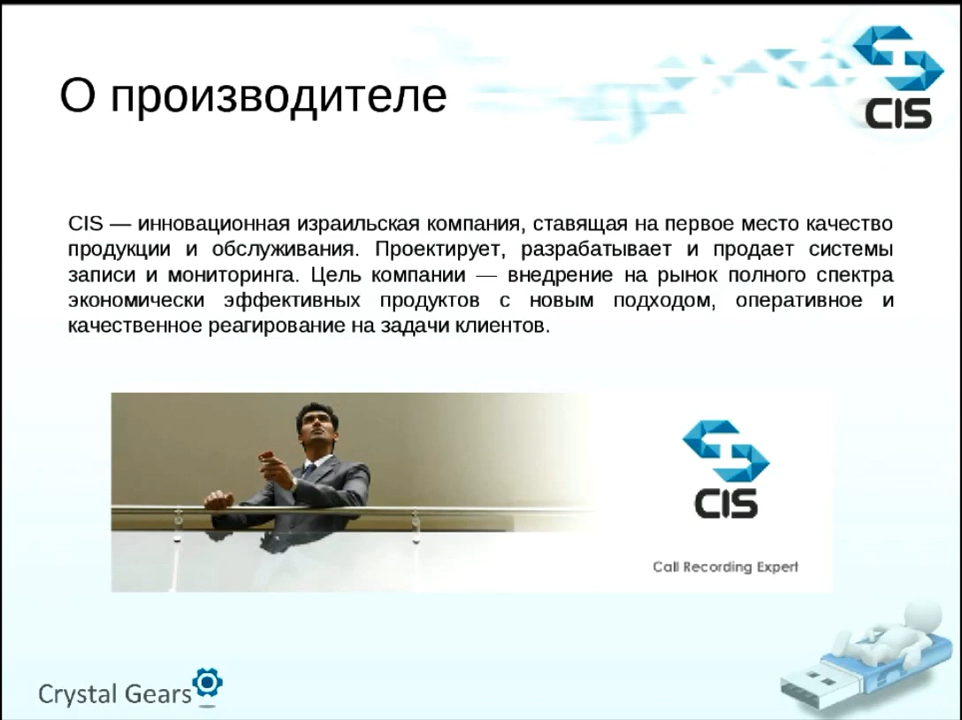 О производителе
CIS
CIS — инновационная израильская компания, ставящая на первое место качество
продукции и обслуживания. Проектирует, разрабатывает и продает системы
записи и мониторинга. Цель компании — внедрение на рынок полного спектра
экономически эффективных продуктов с новым подходом, оперативное и
качественное реагирование на задачи клиентов.
CIS
Call Recording Expert
Crystal Gears